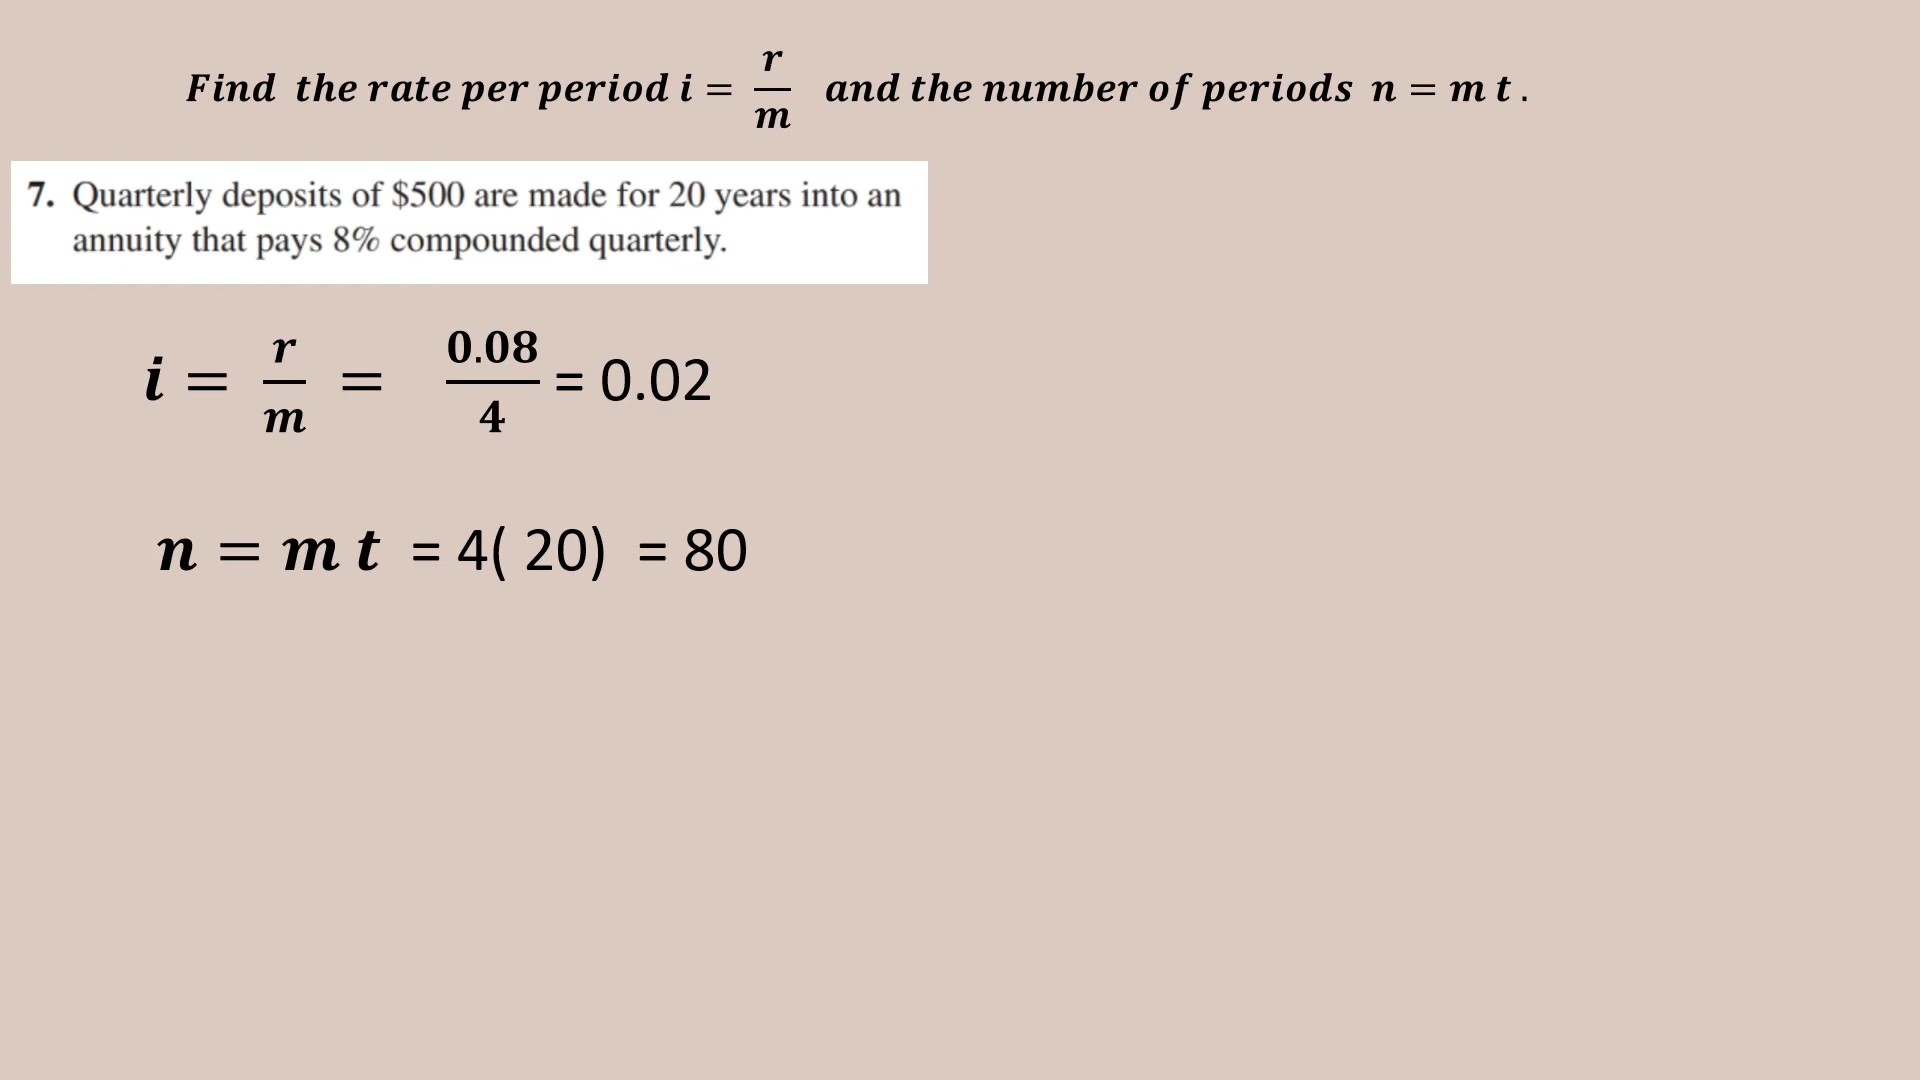 Find the rate per period i = r/m and the number of periods n = m t .
7. Quarterly deposits of $500 are made for 20 years into an
annuity that pays 8% compounded quarterly.
i = r/m = 0.08/4 = 0.02
n = m t = 4( 20) = 80